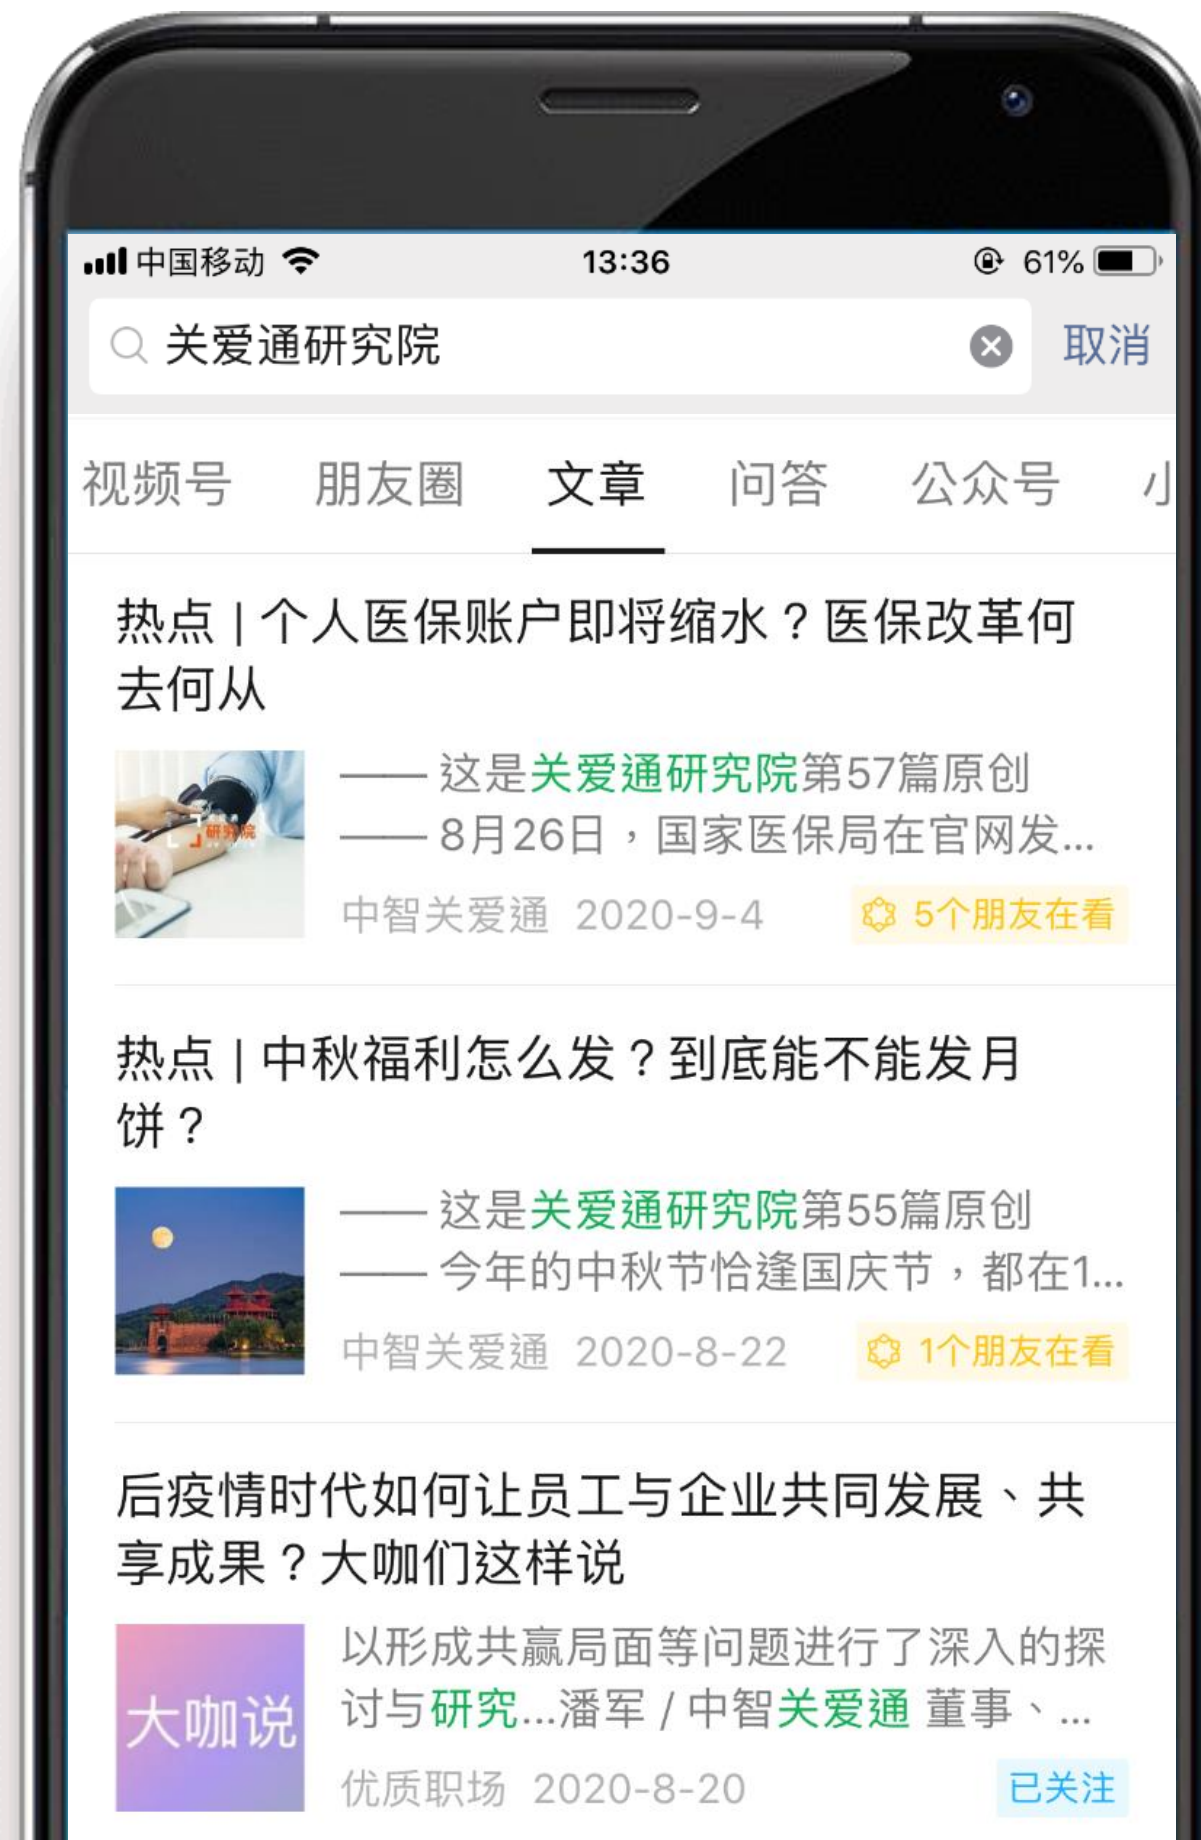 中国移动 13:36 61%
关爱通研究院 取消
视频号 朋友圈 文章 问答 公众号 小
热点 | 个人医保账户即将缩水？医保改革何
去何从
—— 这是关爱通研究院第57篇原创
—— 8月26日，国家医保局在官网发...
研究院
中智关爱通 2020-9-4 5个朋友在看
热点 | 中秋福利怎么发？到底能不能发月
饼？
—— 这是关爱通研究院第55篇原创
—— 今年的中秋节恰逢国庆节，都在1...
中智关爱通 2020-8-22 1个朋友在看
后疫情时代如何让员工与企业共同发展、共
享成果？大咖们这样说
大咖说
以形成共赢局面等问题进行了深入的探
讨与研究...潘军 / 中智关爱通 董事、...
优质职场 2020-8-20 已关注